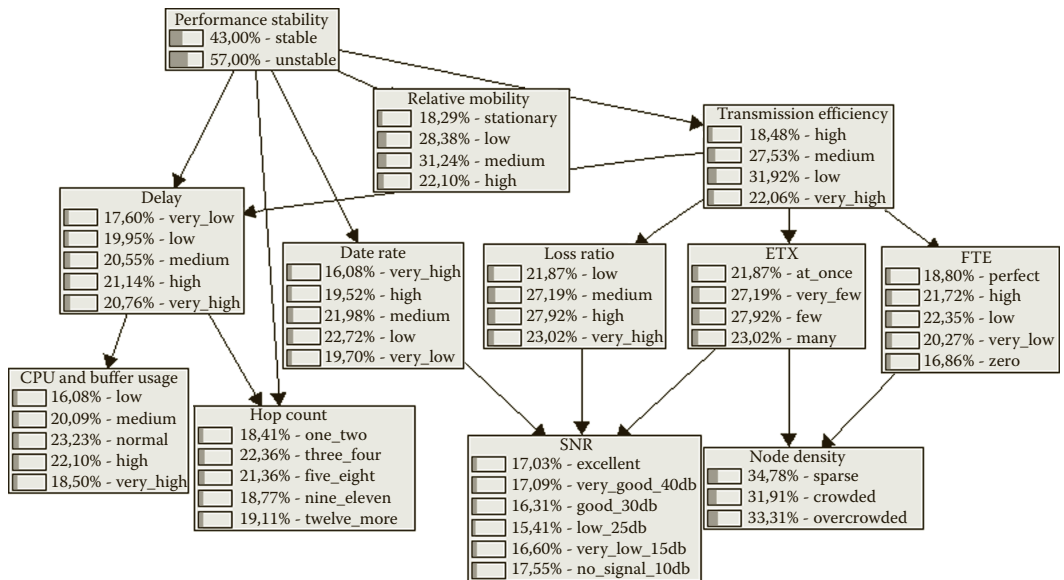 Performance stability
43,00% - stable
57,00% - unstable
Relative mobility
18,29% - stationary
28,38% - low
31,24% - medium
22,10% - high
Transmission efficiency
18,48% - high
27,53% - medium
31,92% - low
22,06% - very_high
Delay
17,60% - very_low
19,95% - low
20,55% - medium
21,14% - high
20,76% - very_high
Date rate
16,08% - very_high
19,52% - high
21,98% - medium
22,72% - low
19,70% - very_low
Loss ratio
21,87% - low
27,19% - medium
27,92% - high
23,02% - very_high
ETX
21,87% - at_once
27,19% - very_few
27,92% - few
23,02% - many
FTE
18,80% - perfect
21,72% - high
22,35% - low
20,27% - very_low
16,86% - zero
CPU and buffer usage
16,08% - low
20,09% - medium
23,23% - normal
22,10% - high
18,50% - very_high
Hop count
18,41% - one_two
22,36% - three_four
21,36% - five_eight
18,77% - nine_eleven
19,11% - twelve_more
SNR
17,03% - excellent
17,09% - very_good_40db
16,31% - good_30db
15,41% - low_25db
16,60% - very_low_15db
17,55% - no_signal_10db
Node density
34,78% - sparse
31,91% - crowded
33,31% - overcrowded